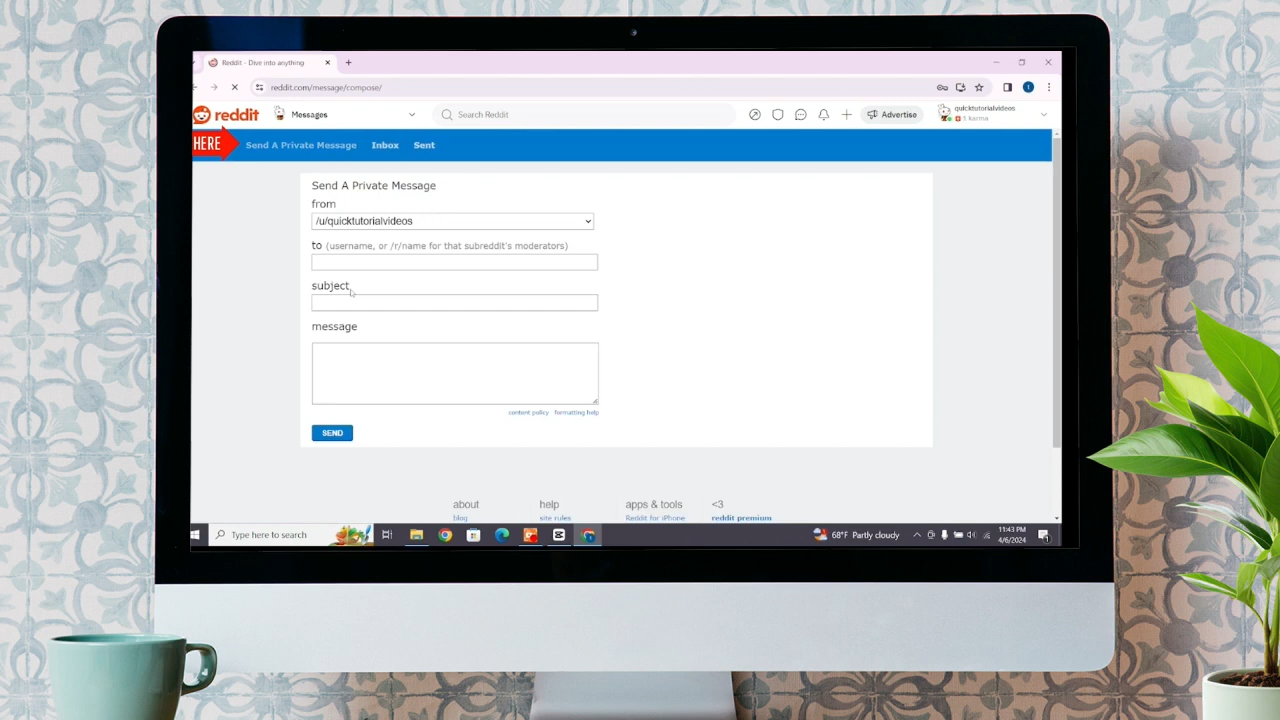 Reddit - Dive into anything
reddit.com/message/compose/
reddit
Messages
Search Reddit
Advertise
quicktutorialvideos
1 karma
HERE
Send A Private Message
Inbox
Sent
Send A Private Message
from
/u/quicktutorialvideos
to (username, or /r/name for that subreddit's moderators)
subject
message
content policy formatting help
SEND
about
help
apps & tools
<3
blog
site rules
Reddit for iPhone
reddit premium
Type here to search
68°F Partly cloudy
11:43 PM
4/6/2024